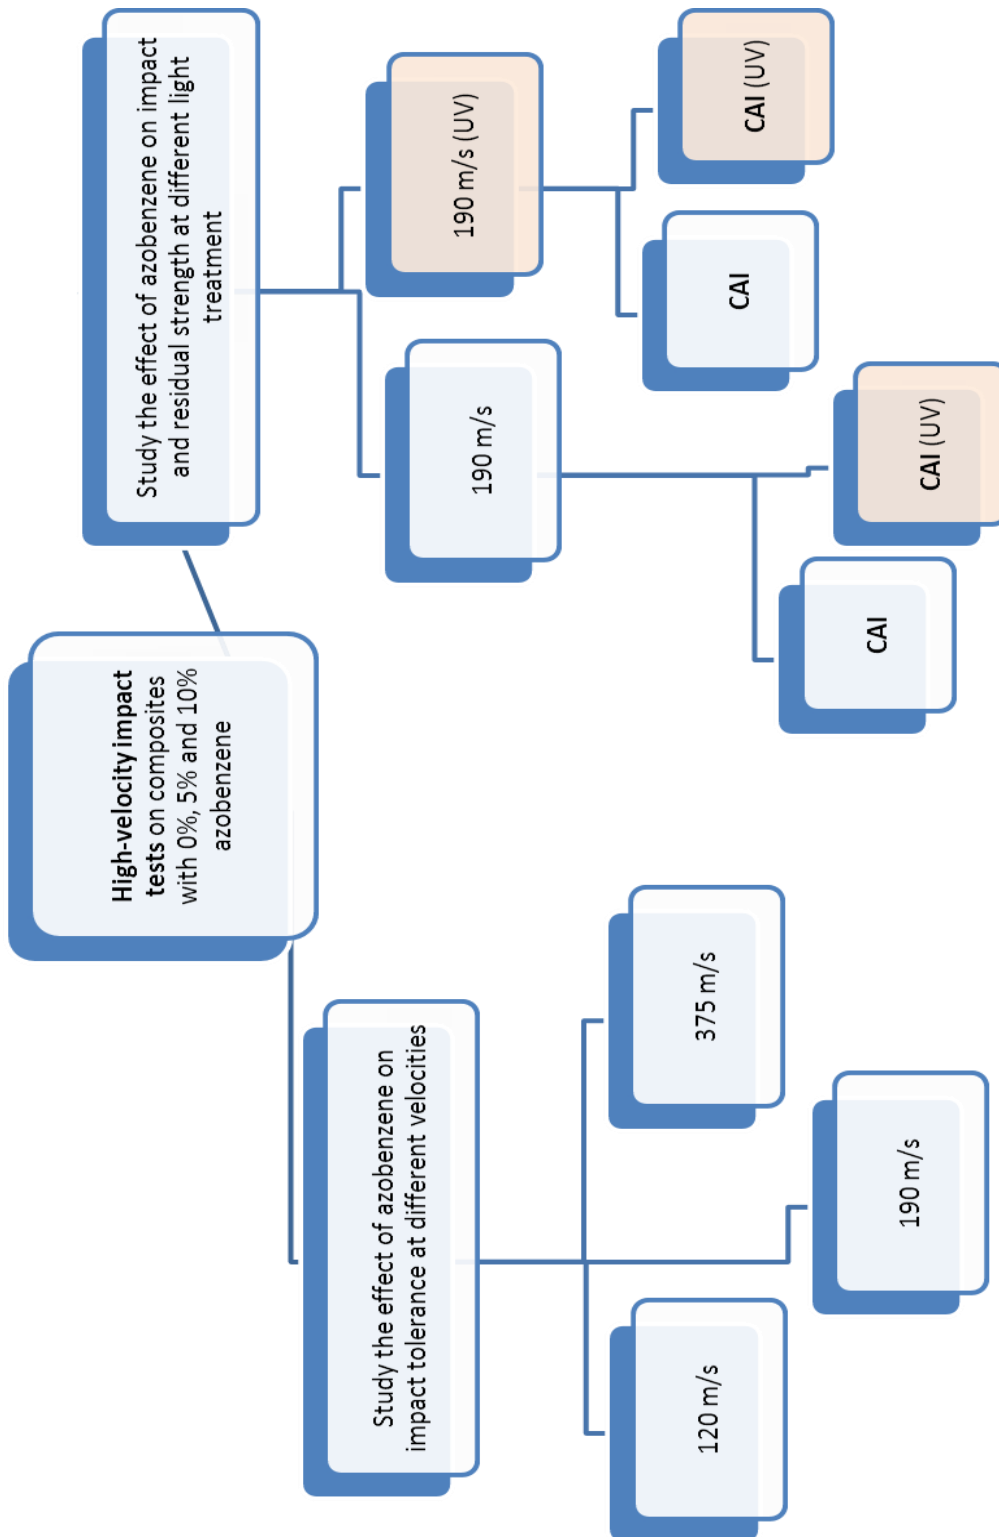 High-velocity impact
tests on composites
with 0%, 5% and 10%
azobenzene
Study the effect of azobenzene on
impact tolerance at different velocities
120 m/s
190 m/s
375 m/s
Study the effect of azobenzene on impact
and residual strength at different light
treatment
190 m/s
CAI
CAI (UV)
190 m/s (UV)
CAI
CAI (UV)